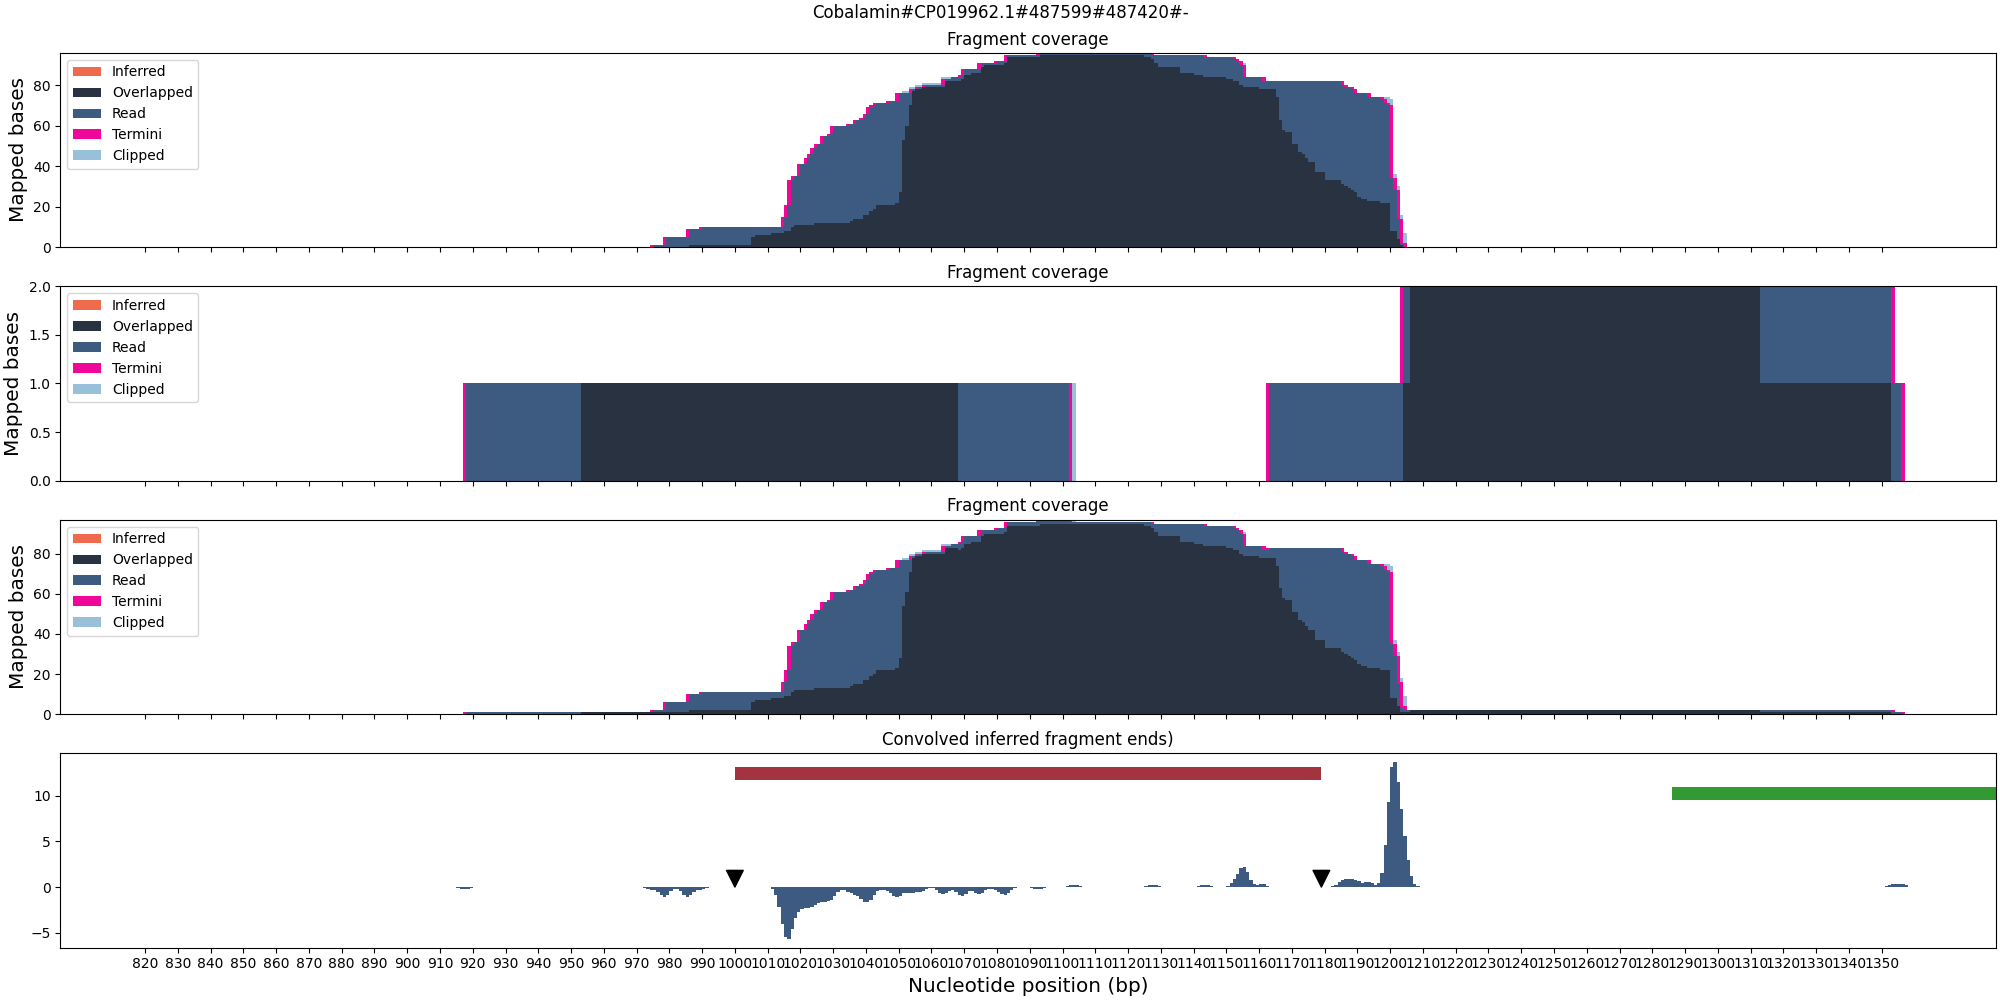 Cobalamin#CP019962.1#487599#487420#-
Fragment coverage
Mapped bases
80
60
40
20
0
Inferred
Overlapped
Read
Termini
Clipped
Fragment coverage
Mapped bases
2.0
1.5
1.0
0.5
0.0
Inferred
Overlapped
Read
Termini
Clipped
Fragment coverage
Mapped bases
80
60
40
20
0
Inferred
Overlapped
Read
Termini
Clipped
Convolved inferred fragment ends)
10
5
0
−5
820 830 840 850 860 870 880 890 900 910 920 930 940 950 960 970 980 990 1000 1010 1020 1030 1040 1050 1060 1070 1080 1090 1100 1110 1120 1130 1140 1150 1160 1170 1180 1190 1200 1210 1220 1230 1240 1250 1260 1270 1280 1290 1300 1310 1320 1330 1340 1350
Nucleotide position (bp)